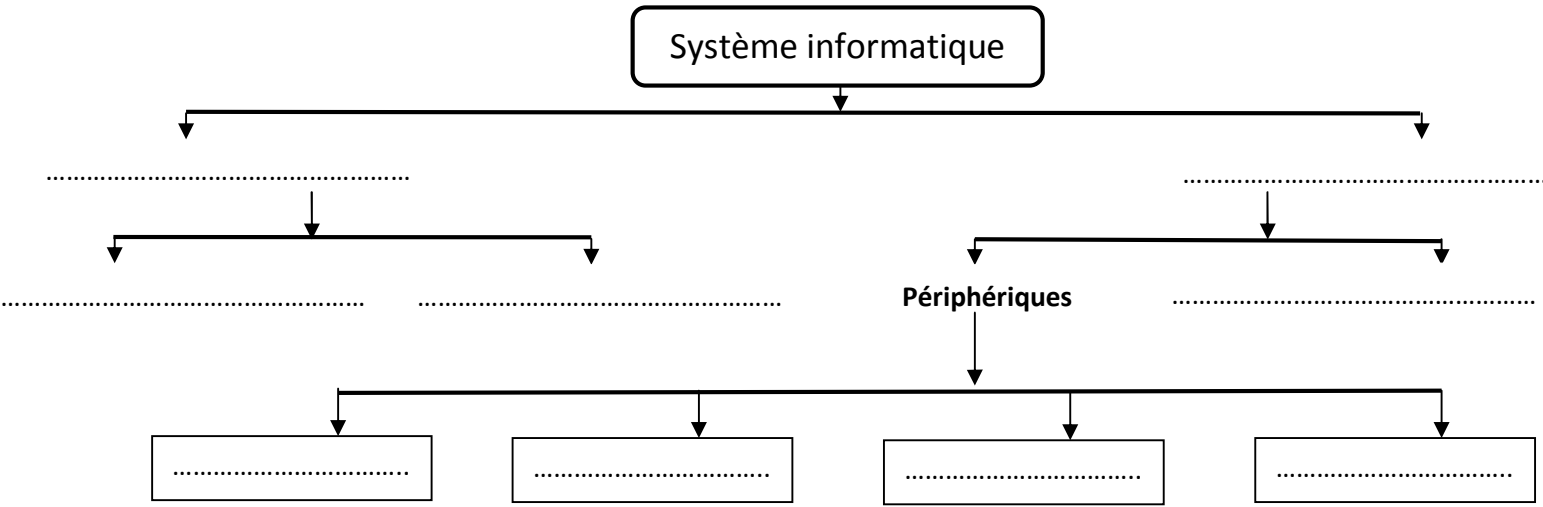 Système informatique
……………………………………………… ………………………………………………
……………………………………………… ……………………………………………… Périphériques ………………………………………………
…………………………….. …………………………….. …………………………….. ……………………………..